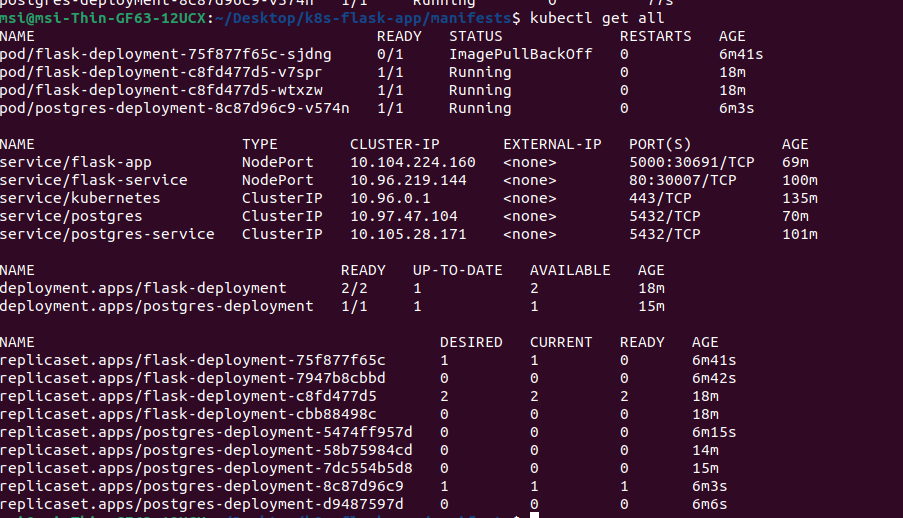 msi@msi-Thin-GF63-12UCX:~/Desktop/k8s-flask-app/manifests$ kubectl get all
NAME READY STATUS RESTARTS AGE
pod/flask-deployment-75f877f65c-sjdng 0/1 ImagePullBackOff 0 6m41s
pod/flask-deployment-c8fd477d5-v7spr 1/1 Running 0 18m
pod/flask-deployment-c8fd477d5-wtxzw 1/1 Running 0 18m
pod/postgres-deployment-8c87d96c9-v574n 1/1 Running 0 6m3s
NAME TYPE CLUSTER-IP EXTERNAL-IP PORT(S) AGE
service/flask-app NodePort 10.104.224.160 <none> 5000:30691/TCP 69m
service/flask-service NodePort 10.96.219.144 <none> 80:30007/TCP 100m
service/kubernetes ClusterIP 10.96.0.1 <none> 443/TCP 135m
service/postgres ClusterIP 10.97.47.104 <none> 5432/TCP 70m
service/postgres-service ClusterIP 10.105.28.171 <none> 5432/TCP 101m
NAME READY UP-TO-DATE AVAILABLE AGE
deployment.apps/flask-deployment 2/2 1 2 18m
deployment.apps/postgres-deployment 1/1 1 1 15m
NAME DESIRED CURRENT READY AGE
replicaset.apps/flask-deployment-75f877f65c 1 1 0 6m41s
replicaset.apps/flask-deployment-7947b8cbbd 0 0 0 6m42s
replicaset.apps/flask-deployment-c8fd477d5 2 2 2 18m
replicaset.apps/flask-deployment-cbb88498c 0 0 0 18m
replicaset.apps/postgres-deployment-5474ff957d 0 0 0 6m15s
replicaset.apps/postgres-deployment-58b75984cd 0 0 0 14m
replicaset.apps/postgres-deployment-7dc554b5d8 0 0 0 15m
replicaset.apps/postgres-deployment-8c87d96c9 1 1 1 6m3s
replicaset.apps/postgres-deployment-d9487597d 0 0 0 6m6s